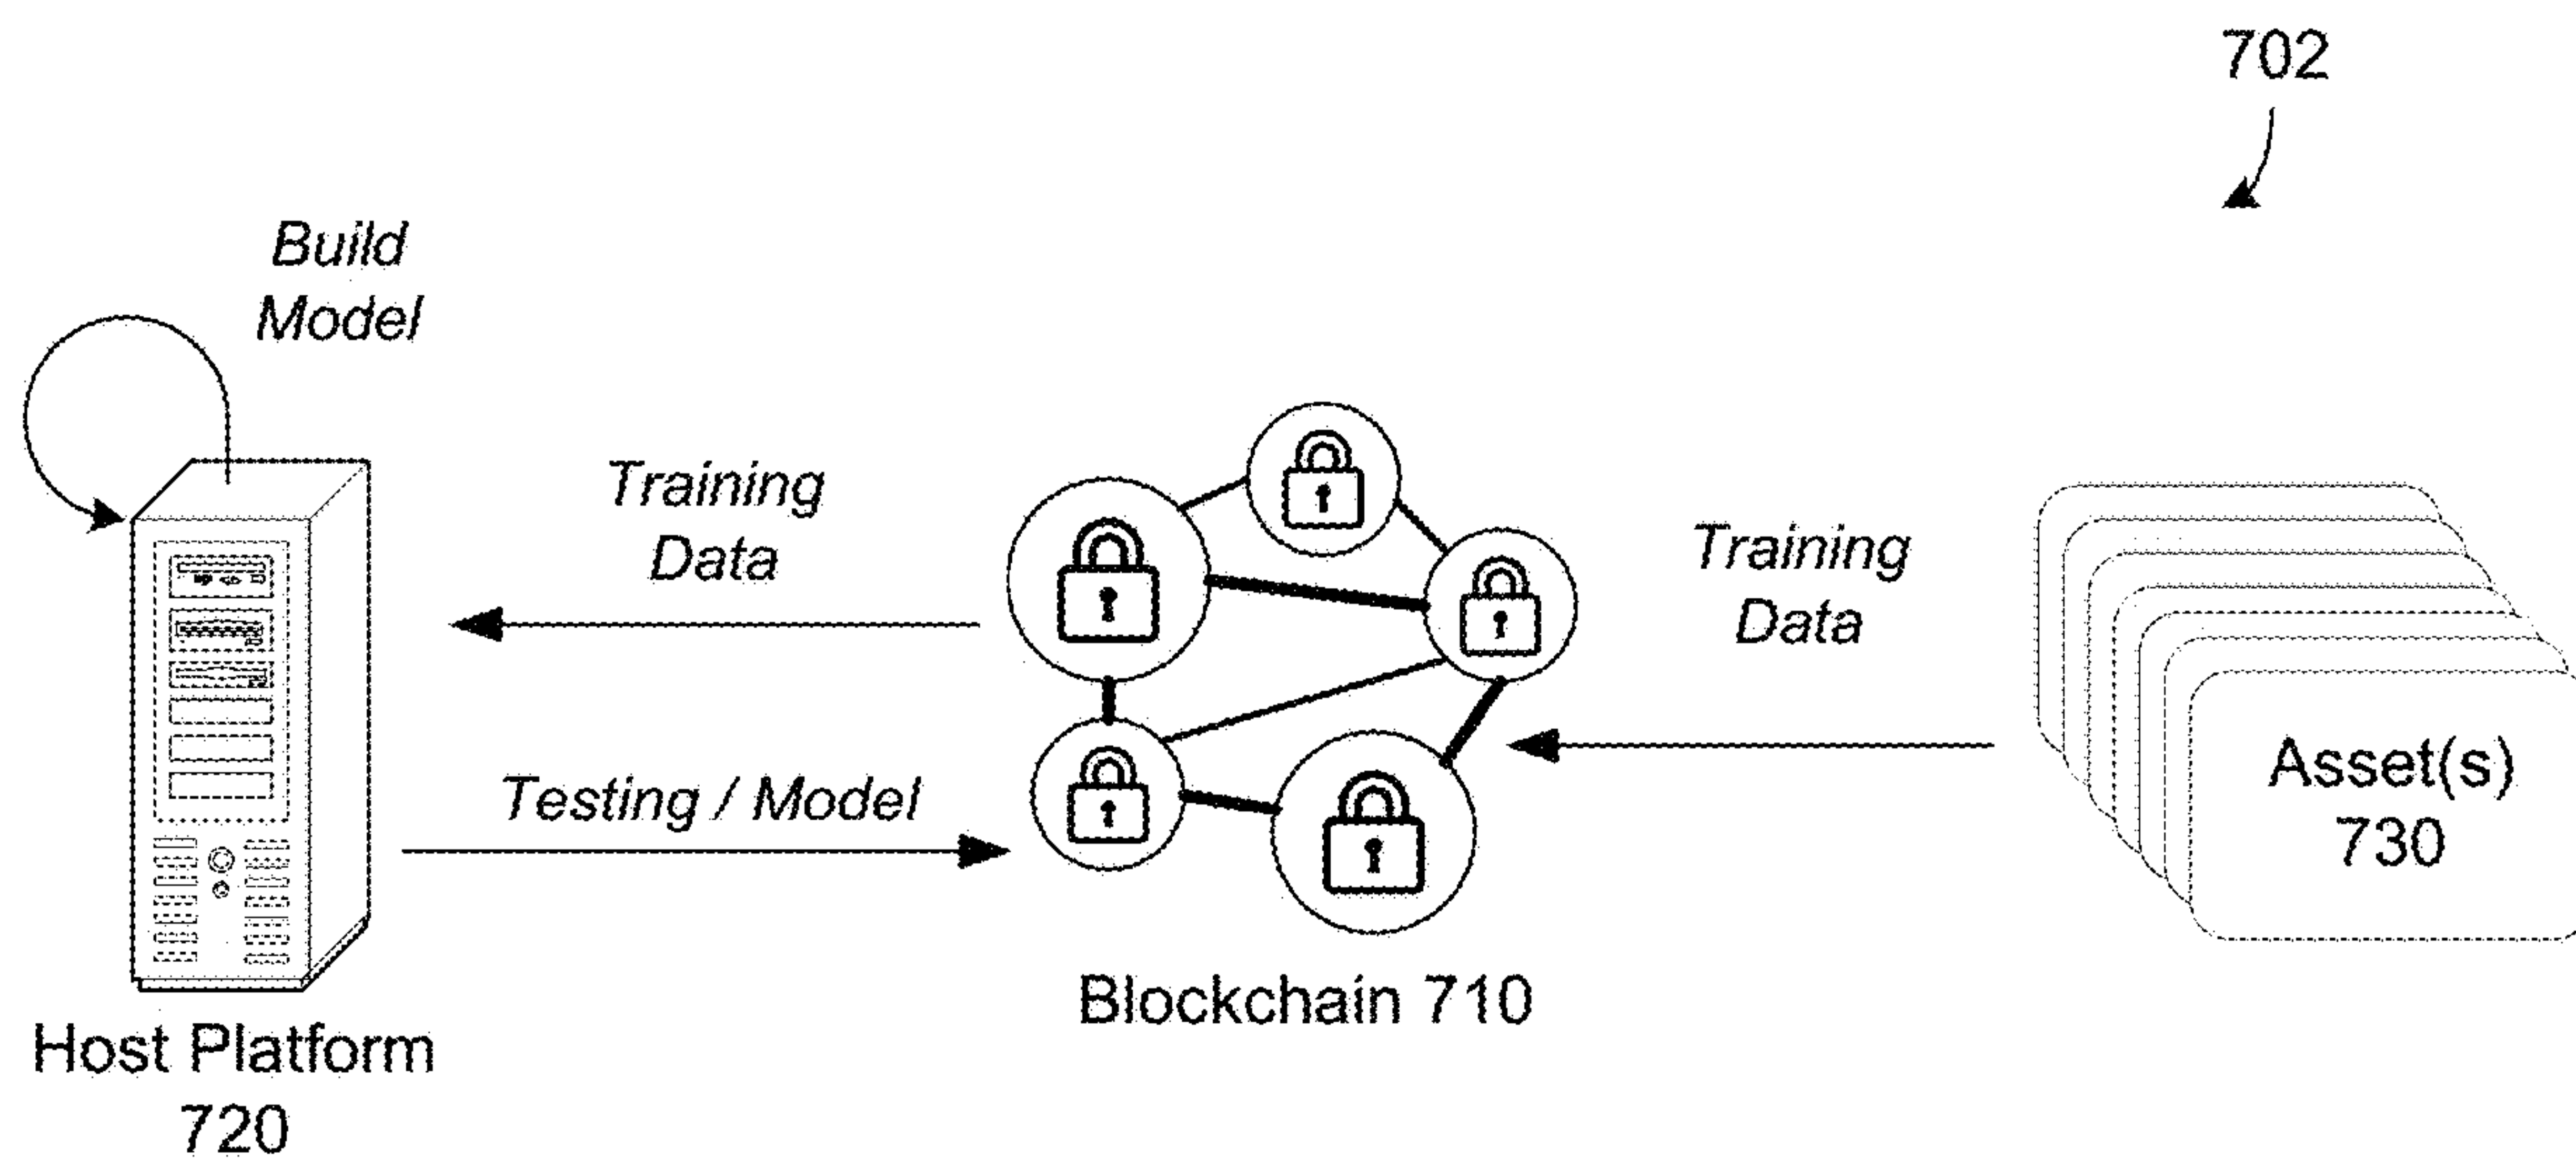 702
Build
Model
Training
Data
Training
Data
Testing / Model
Asset(s)
730
Blockchain 710
Host Platform
720